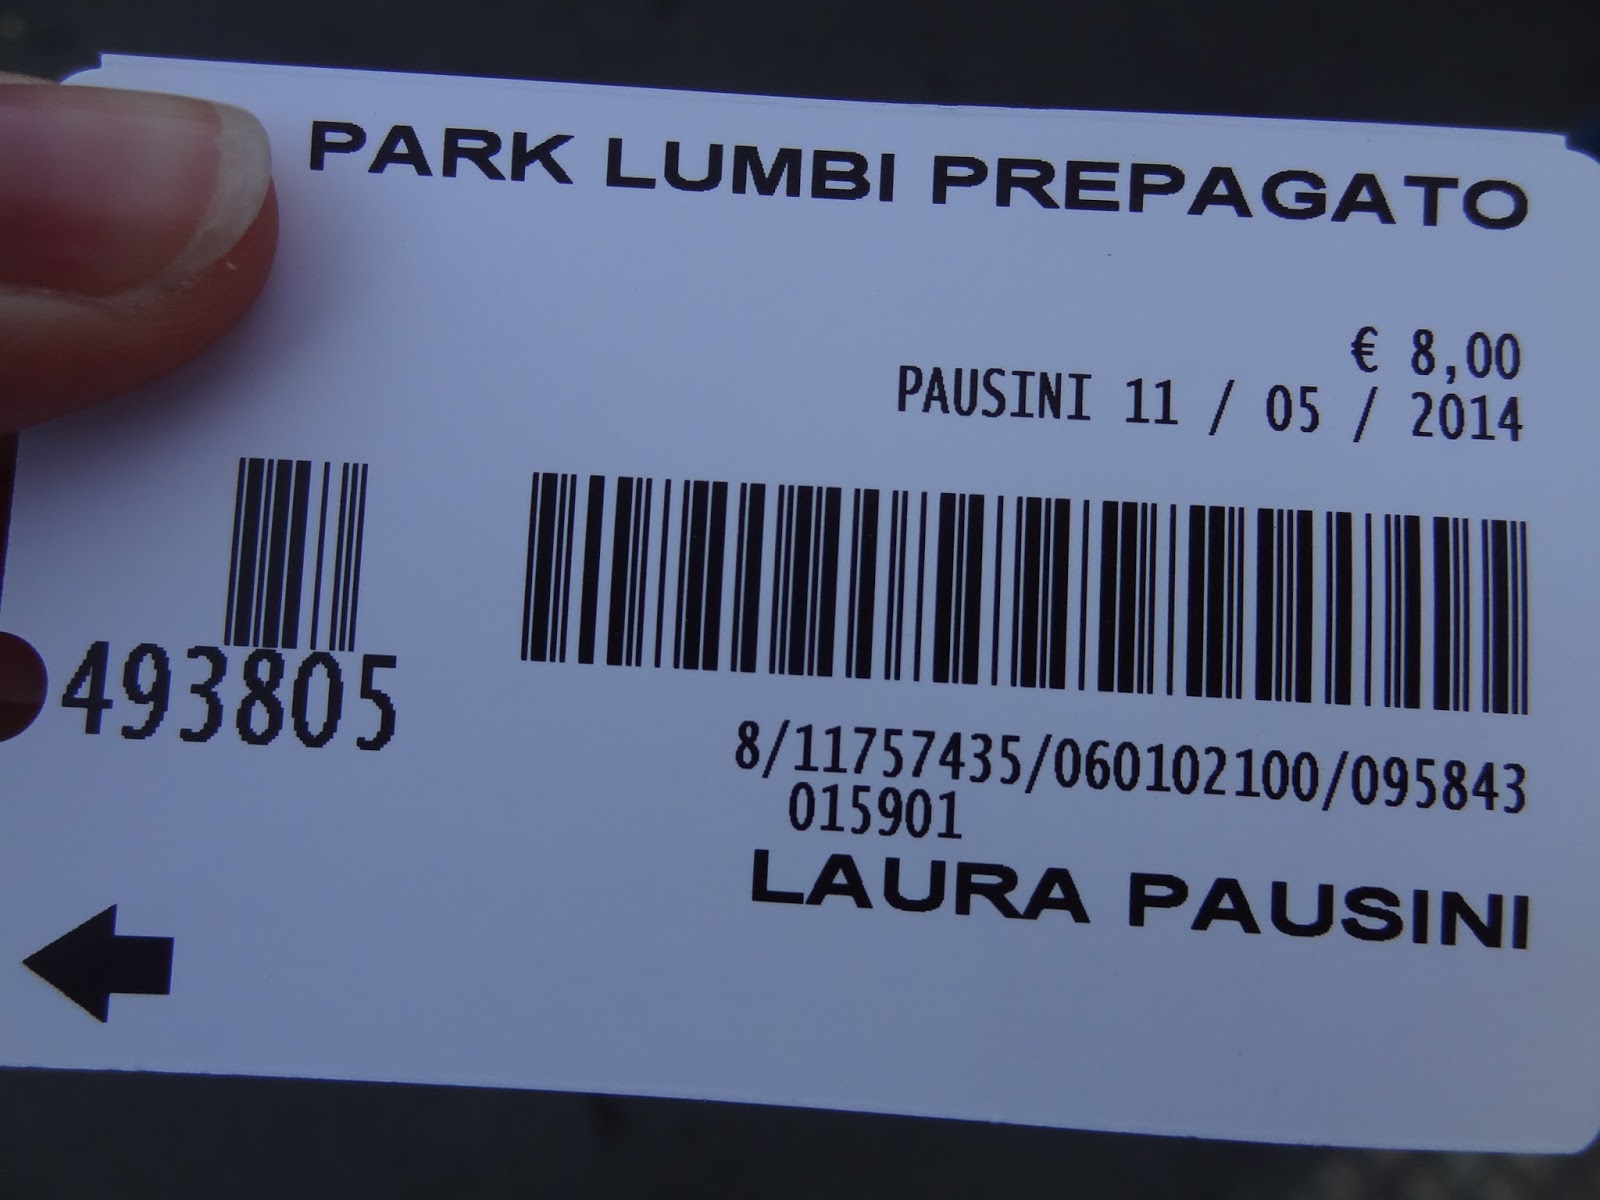 PARK LUMBI PREPAGATO
€ 8,00
PAUSINI 11 / 05 / 2014
493805
8/11757435/060102100/095843
015901
LAURA PAUSINI